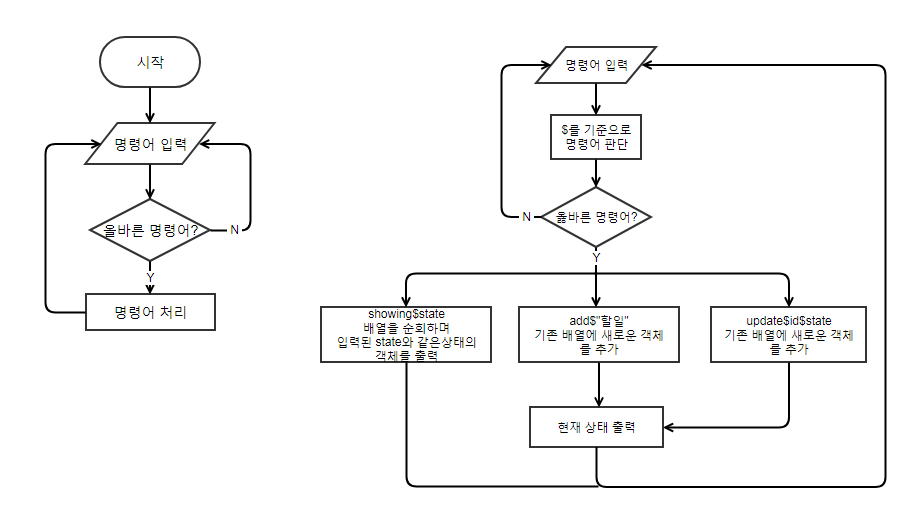 시작
명령어 입력
올바른 명령어?
N
Y
명령어 처리
명령어 입력
$를 기준으로
명령어 판단
옳바른 명령어?
N
Y
showing$state
배열을 순회하며
입력된 state와 같은상태의
객체를 출력
add$"할일"
기존 배열에 새로운 객체
를 추가
update$id$state
기존 배열에 새로운 객체
를 추가
현재 상태 출력